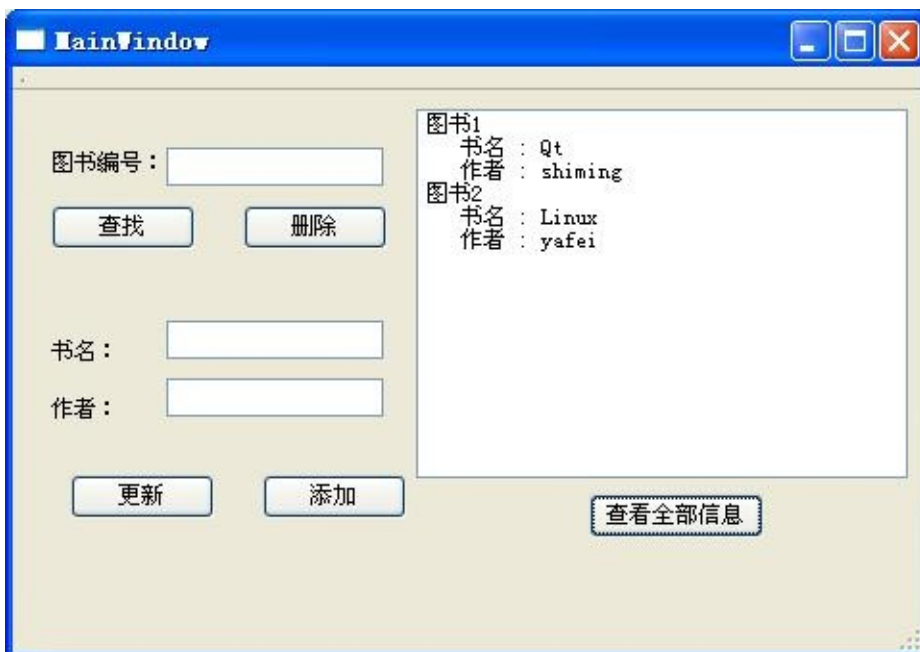 MainWindow
图书编号：
查找
删除
书名：
作者：
更新
添加
图书1
书名 : Qt
作者 : shiming
图书2
书名 : Linux
作者 : yafei
查看全部信息